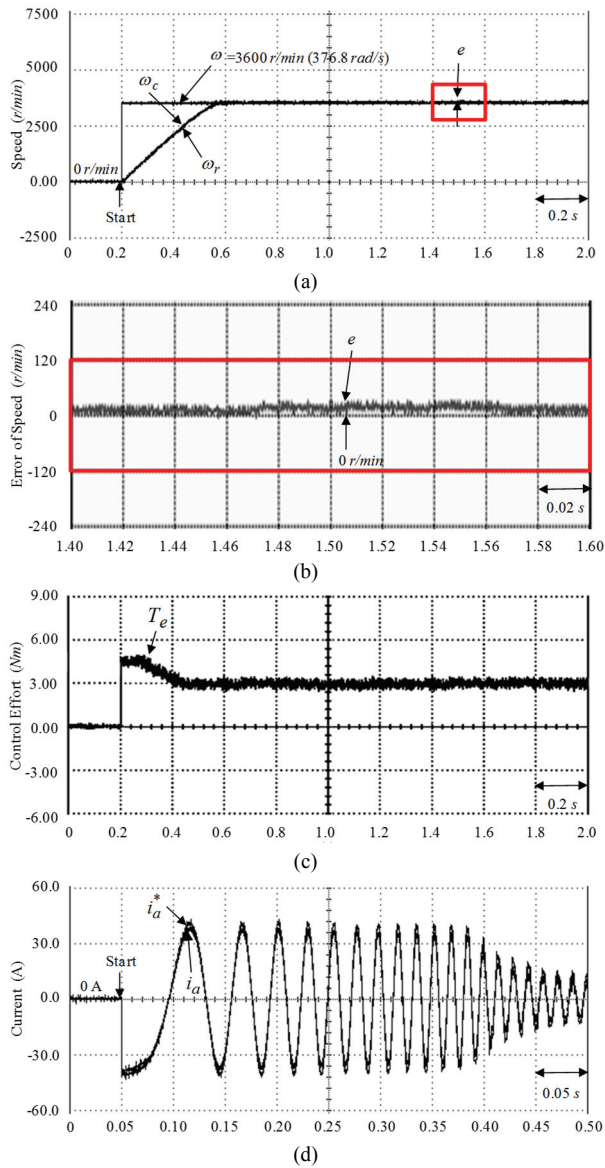 7500
5000
2500
0.00
-2500
Speed (r/min)
ω =3600 r/min (376.8 rad/s)
ω_c
ω_r
e
0 r/min
Start
0.2 s
0 0.2 0.4 0.6 0.8 1.0 1.2 1.4 1.6 1.8 2.0
(a)
240
120
0
-120
-240
Error of Speed (r/min)
e
0 r/min
0.02 s
1.40 1.42 1.44 1.46 1.48 1.50 1.52 1.54 1.56 1.58 1.60
(b)
9.00
6.00
3.00
0.00
-3.00
-6.00
Control Effort (Nm)
T_e
0.2 s
0 0.2 0.4 0.6 0.8 1.0 1.2 1.4 1.6 1.8 2.0
(c)
60.0
30.0
0.0
-30.0
-60.0
Current (A)
i_a^*
i_a
0 A
Start
0.05 s
0.0 0.05 0.10 0.15 0.20 0.25 0.30 0.35 0.40 0.45 0.50
(d)